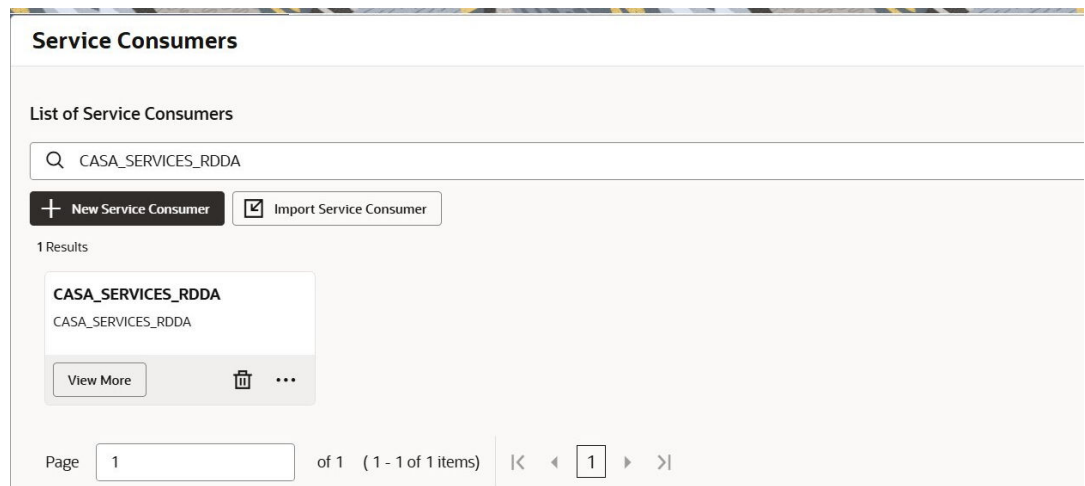 Service Consumers
List of Service Consumers
CASA_SERVICES_RDDA
New Service Consumer Import Service Consumer
1 Results
CASA_SERVICES_RDDA
CASA_SERVICES_RDDA
View More
Page 1 of 1 ( 1 - 1 of 1 items) 1